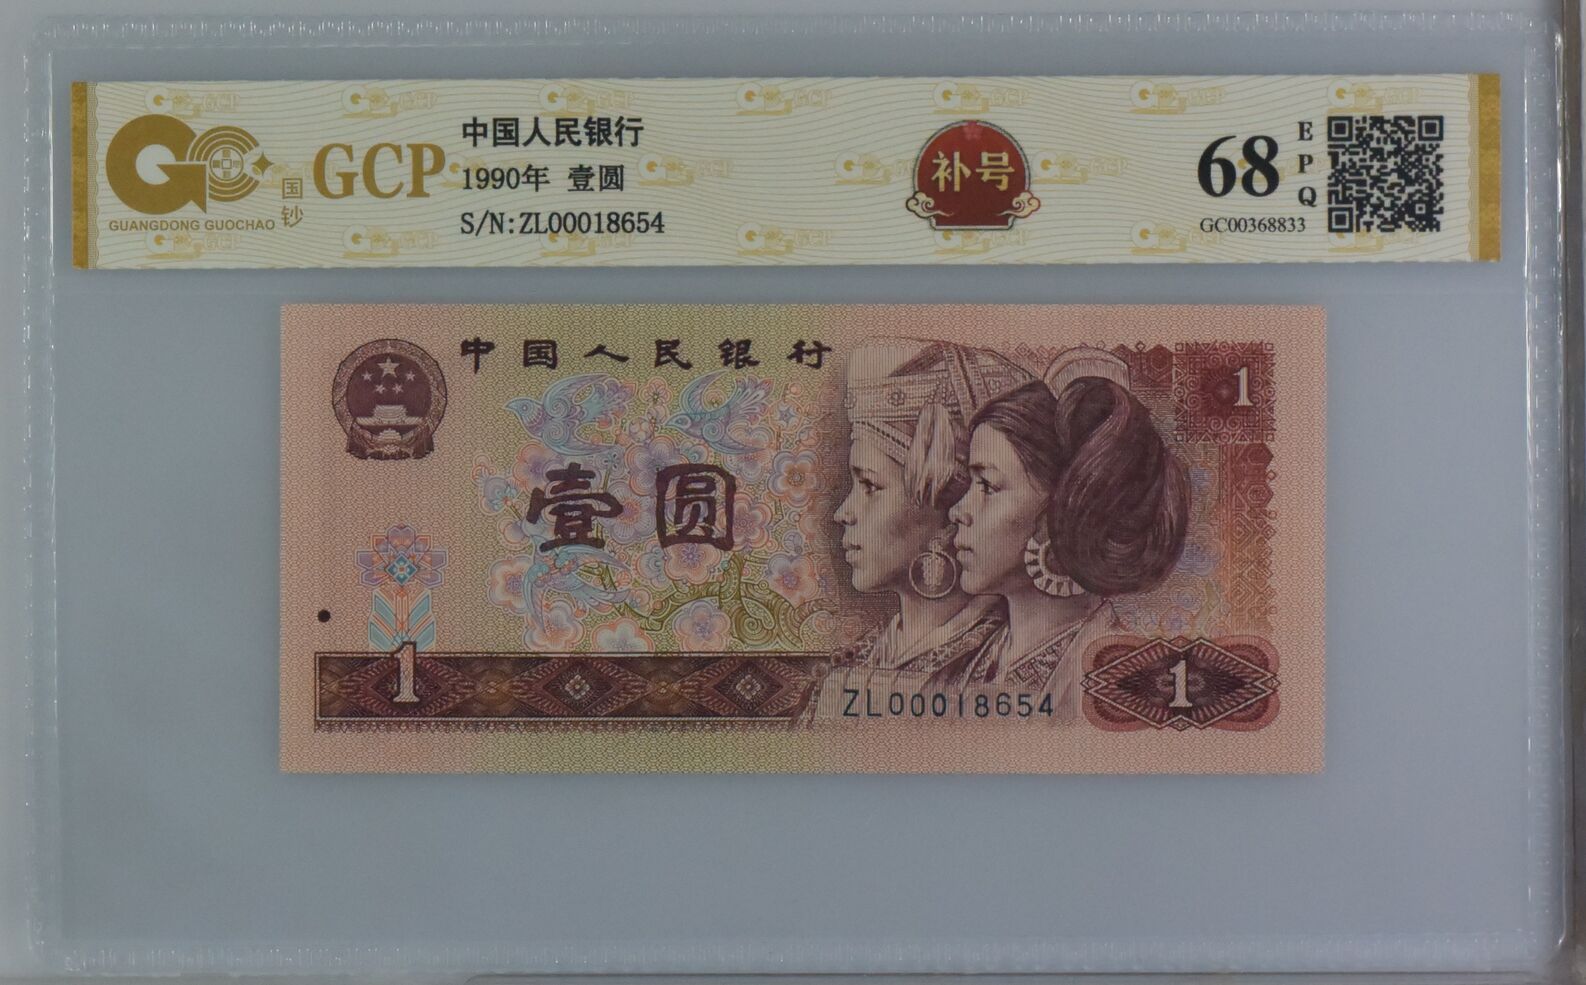 GCP
国钞
GUANGDONG GUOCHAO
中国人民银行
1990年 壹圆
S/N:ZL00018654
补号
68
EPQ
GC00368833
中国人民银行
1
壹圆
1
ZL00018654
1